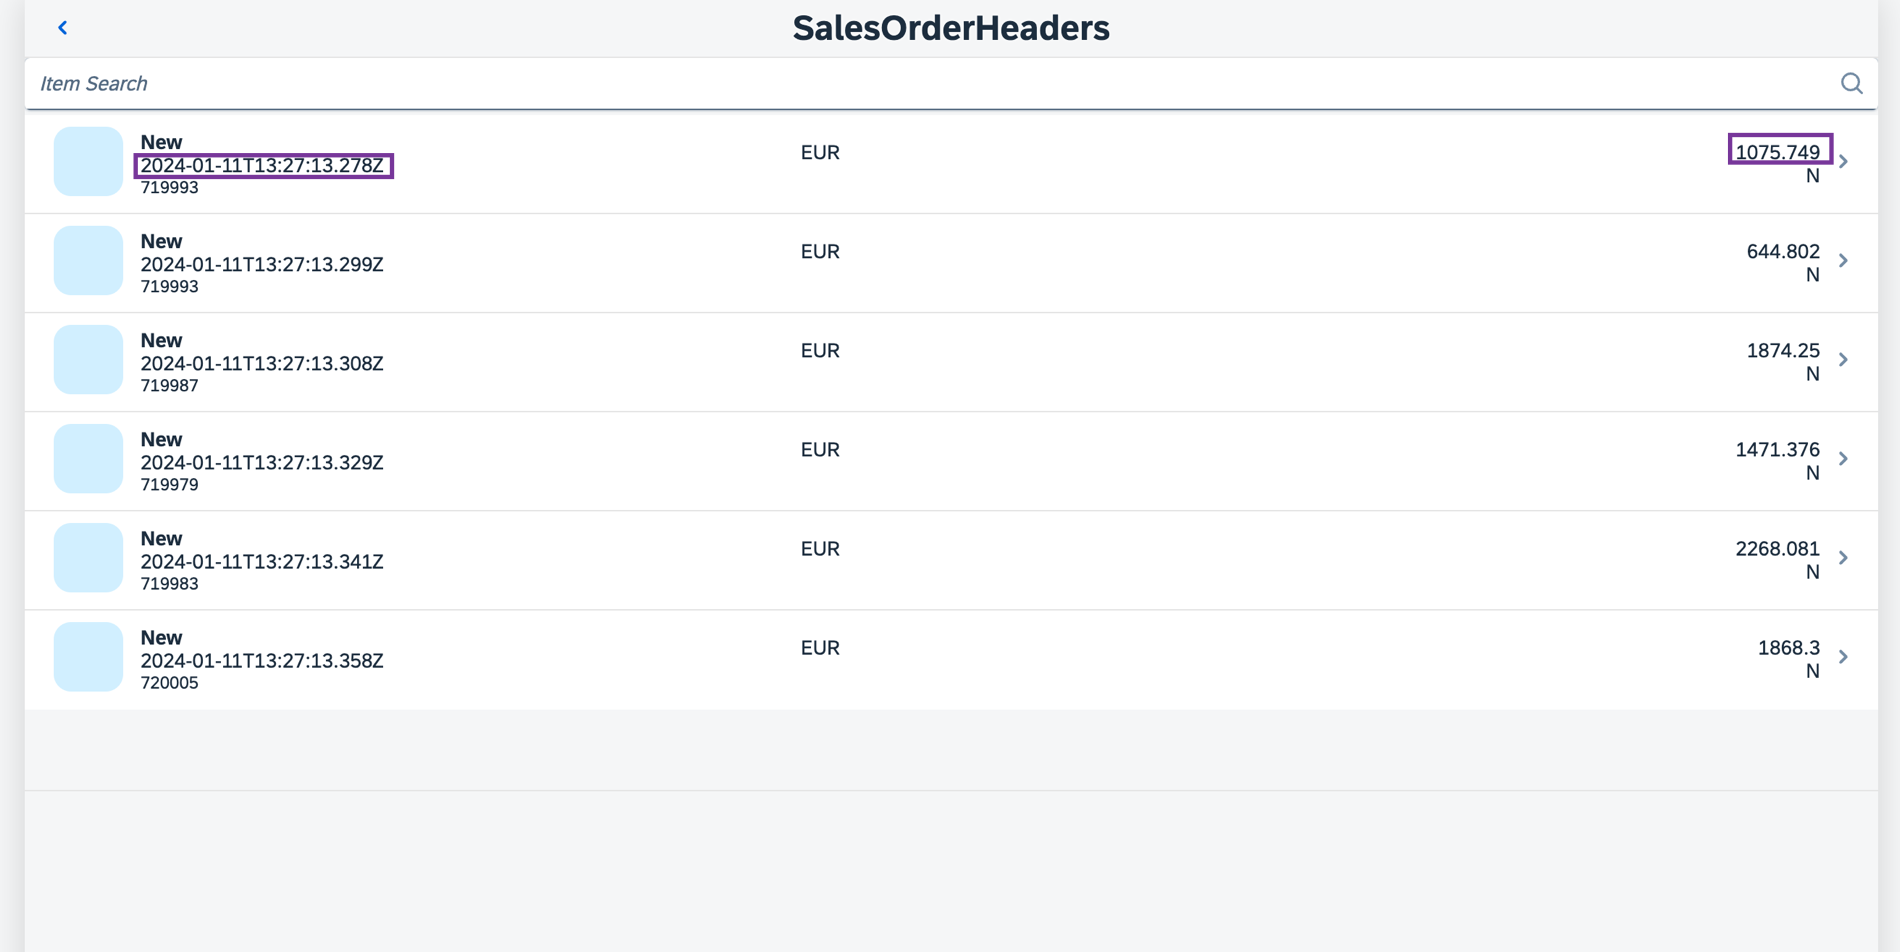 SalesOrderHeaders
Item Search
New
2024-01-11T13:27:13.278Z
719993
EUR
1075.749
N
New
2024-01-11T13:27:13.299Z
719993
EUR
644.802
N
New
2024-01-11T13:27:13.308Z
719987
EUR
1874.25
N
New
2024-01-11T13:27:13.329Z
719979
EUR
1471.376
N
New
2024-01-11T13:27:13.341Z
719983
EUR
2268.081
N
New
2024-01-11T13:27:13.358Z
720005
EUR
1868.3
N